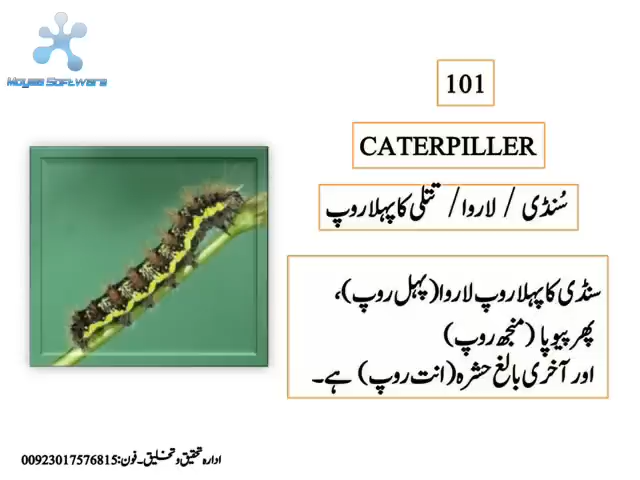 Moyea Software
101
CATERPILLER
سُنڈی / لاروا / تتلی کا پہلا روپ
سنڈی کا پہلا روپ لاروا (پہل روپ)،
پھر پیوپا (منجھ روپ)
اور آخری بالغ حشرہ (انت روپ) ہے۔
ادارہ تحقیق و تخلیق۔ فون: 00923017576815